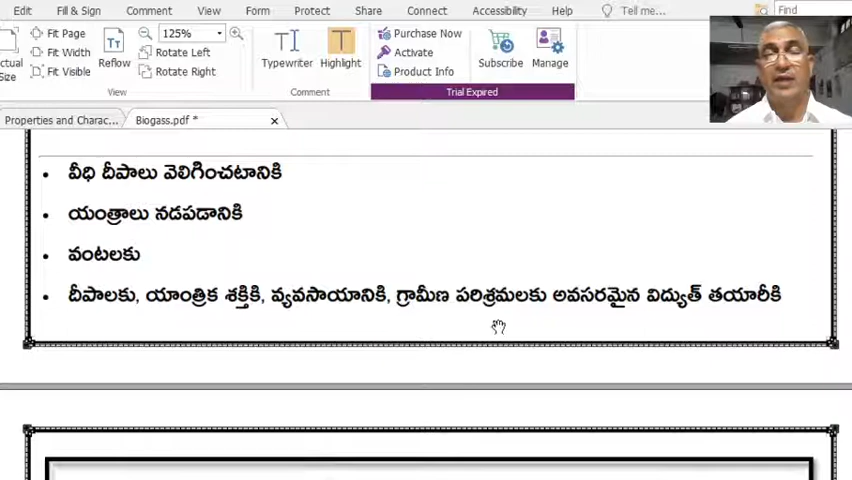 Edit Fill & Sign Comment View Form Protect Share Connect Accessibility Help Tell me... Find
Fit Page 125% Purchase Now
Fit Width Rotate Left Activate
Actual Size Fit Visible Reflow Rotate Right Typewriter Highlight Product Info Subscribe Manage
View Comment Trial Expired
Properties and Charac... Biogass.pdf *
• వీధి దీపాలు వెలిగించటానికి
• యంత్రాలు నడపడానికి
• వంటలకు
• దీపాలకు, యాంత్రిక శక్తికి, వ్యవసాయానికి, గ్రామీణ పరిశ్రమలకు అవసరమైన విద్యుత్ తయారీకి